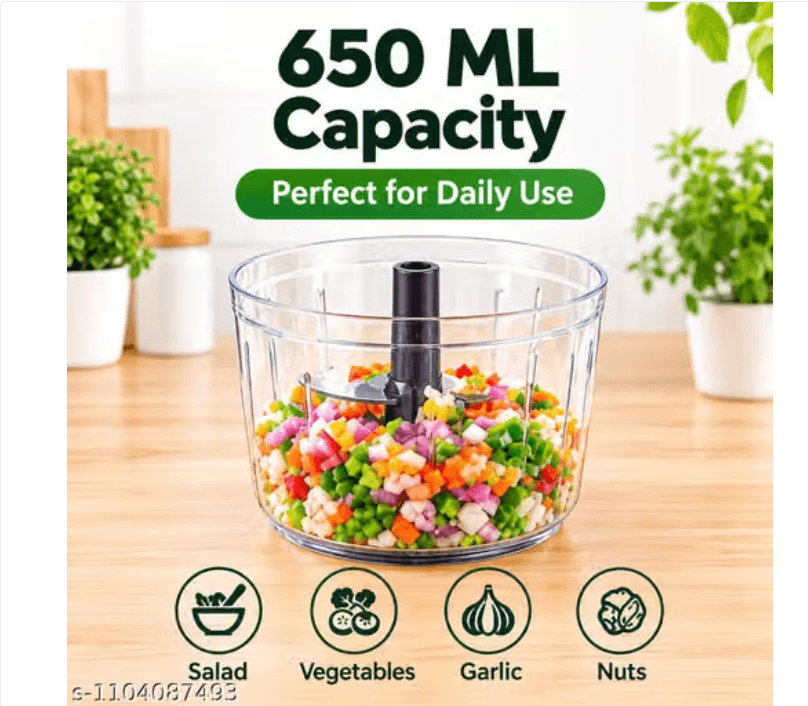 650 ML
Capacity
Perfect for Daily Use
Salad
Vegetables
Garlic
Nuts
s-1104087493